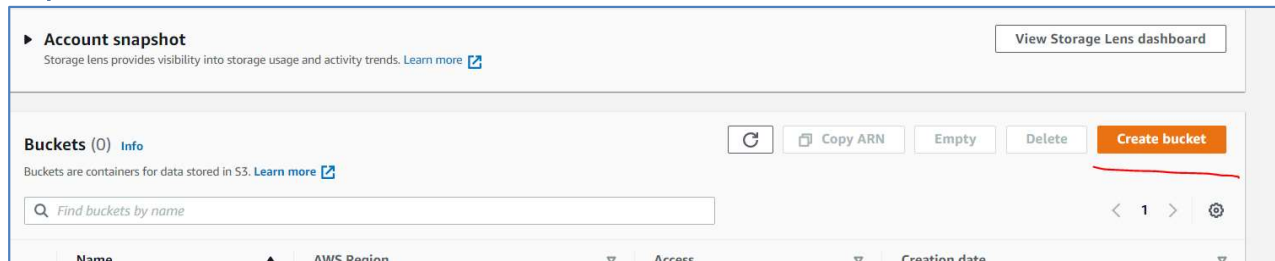 Account snapshot
View Storage Lens dashboard
Storage lens provides visibility into storage usage and activity trends. Learn more
Buckets (0) Info
Copy ARN
Empty
Delete
Create bucket
Buckets are containers for data stored in S3. Learn more
Find buckets by name
1
Name
AWS Region
Access
Creation date